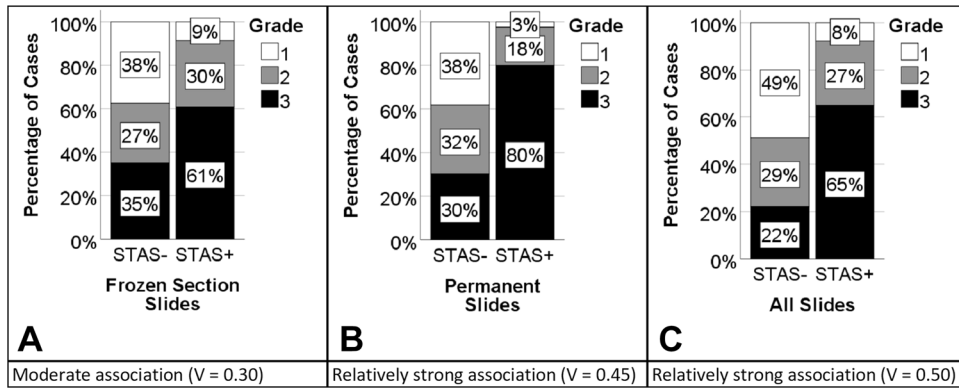 100%
80%
60%
40%
20%
0%
Percentage of Cases
38%
27%
35%
9%
30%
61%
STAS- STAS+
Frozen Section
Slides
Grade
1
2
3
A
Moderate association (V = 0.30)
100%
80%
60%
40%
20%
0%
Percentage of Cases
38%
32%
30%
3%
18%
80%
STAS- STAS+
Permanent
Slides
Grade
1
2
3
B
Relatively strong association (V = 0.45)
100%
80%
60%
40%
20%
0%
Percentage of Cases
49%
29%
22%
8%
27%
65%
STAS- STAS+
All Slides
Grade
1
2
3
C
Relatively strong association (V = 0.50)